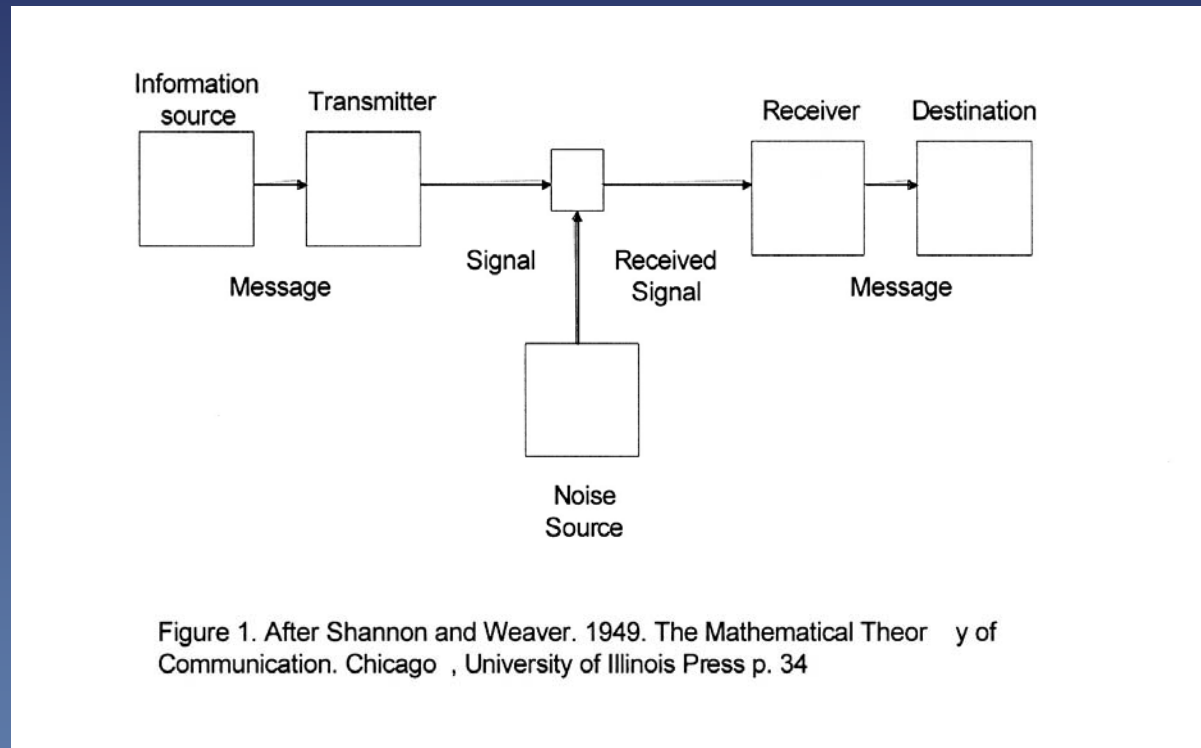 Information
source
Transmitter
Receiver
Destination
Signal
Received
Signal
Message
Message
Noise
Source
Figure 1. After Shannon and Weaver. 1949. The Mathematical Theor y of
Communication. Chicago , University of Illinois Press p. 34